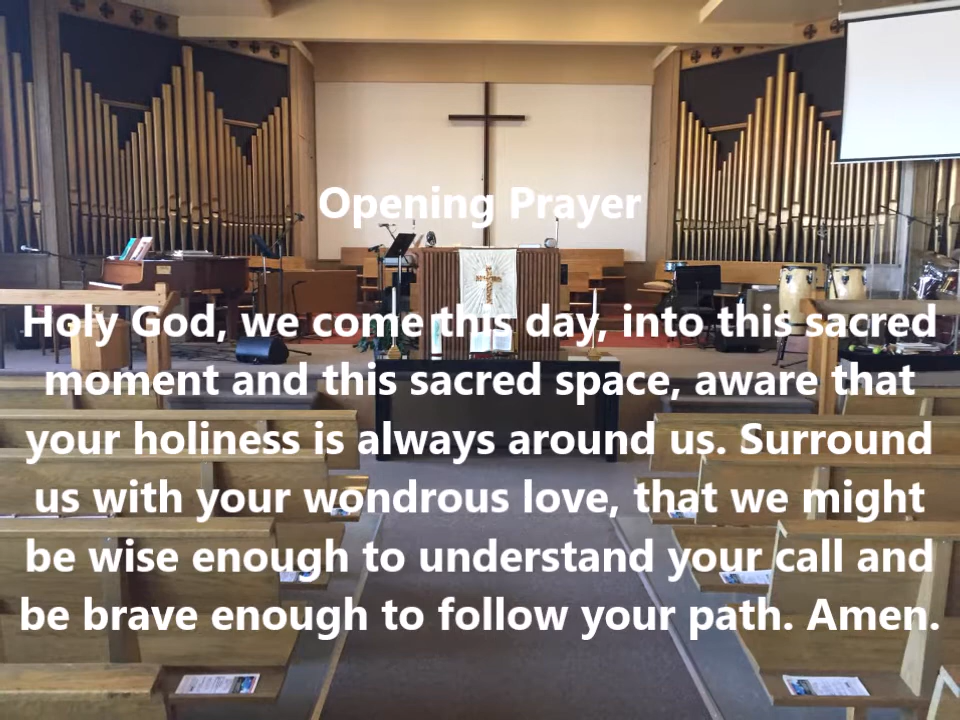 Opening Prayer
Holy God, we come this day, into this sacred
moment and this sacred space, aware that
your holiness is always around us. Surround
us with your wondrous love, that we might
be wise enough to understand your call and
be brave enough to follow your path. Amen.